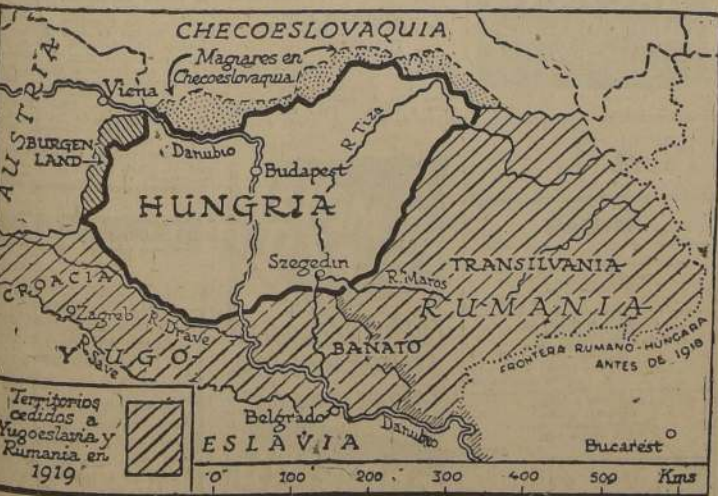 CHECOESLOVAQUIA
Magiares en
Checoeslovaquia
AUSTRIA
Viena
BURGEN
LAND
Danubio
R. Tiza
Budapest
HUNGRIA
Szegedin
R. Maros
TRANSILVANIA
CROACIA
Zagreb
R. Drave
RUMANIA
R. Save
BANATO
FRONTERA RUMANO-HUNGARA
ANTES DE 1918
YUGO-
ESLAVIA
Belgrado
Danubio
Bucarest
Territorios
cedidos a
Yugoeslavia y
Rumania en
1919
0 100 200 300 400 500 Kms